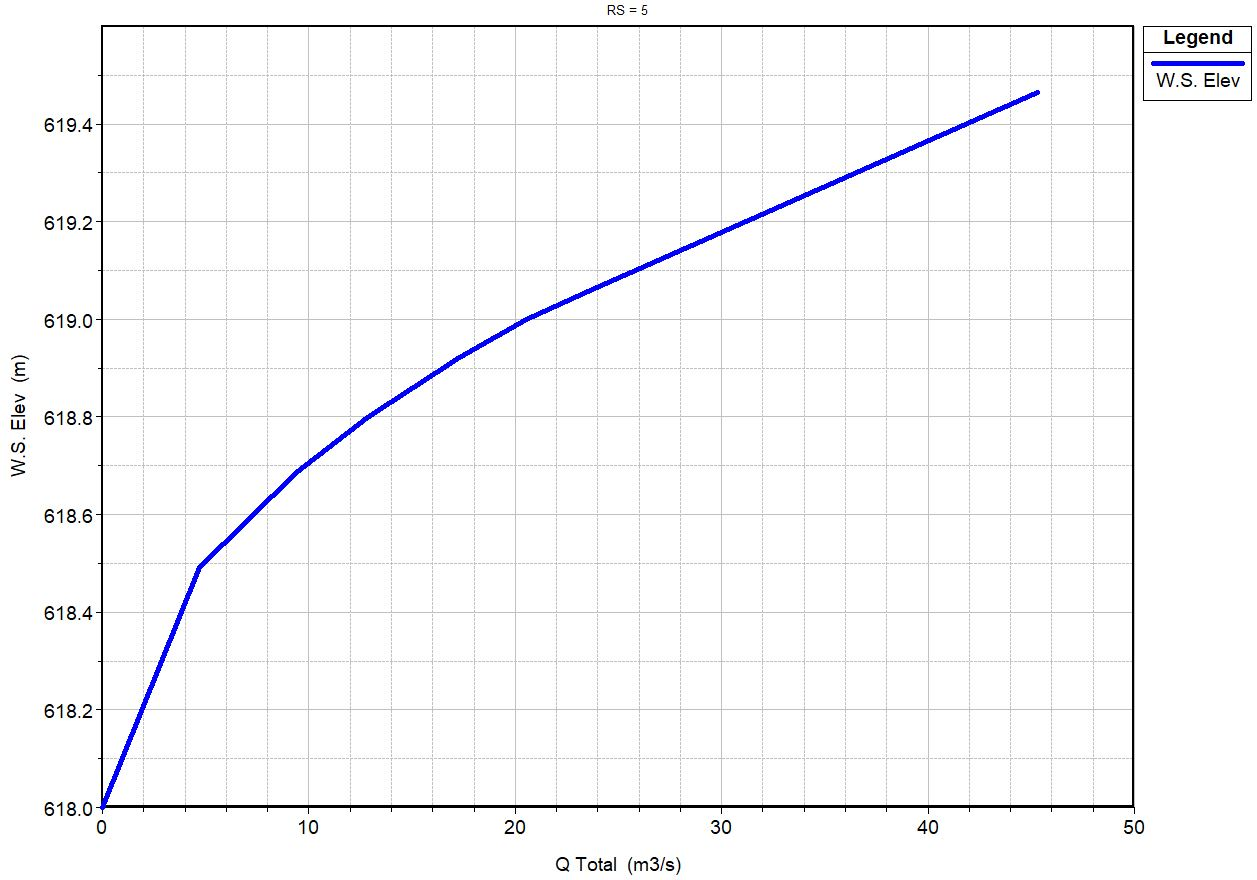 RS = 5
Legend
W.S. Elev
619.4
619.2
619.0
618.8
618.6
618.4
618.2
618.0
W.S. Elev (m)
0 10 20 30 40 50
Q Total (m3/s)